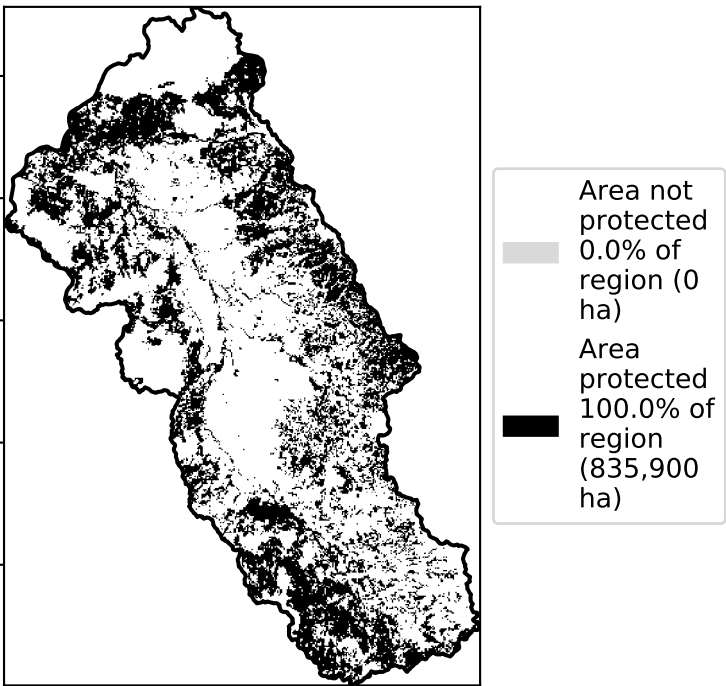 Area not
protected
0.0% of
region (0
ha)
Area
protected
100.0% of
region
(835,900
ha)